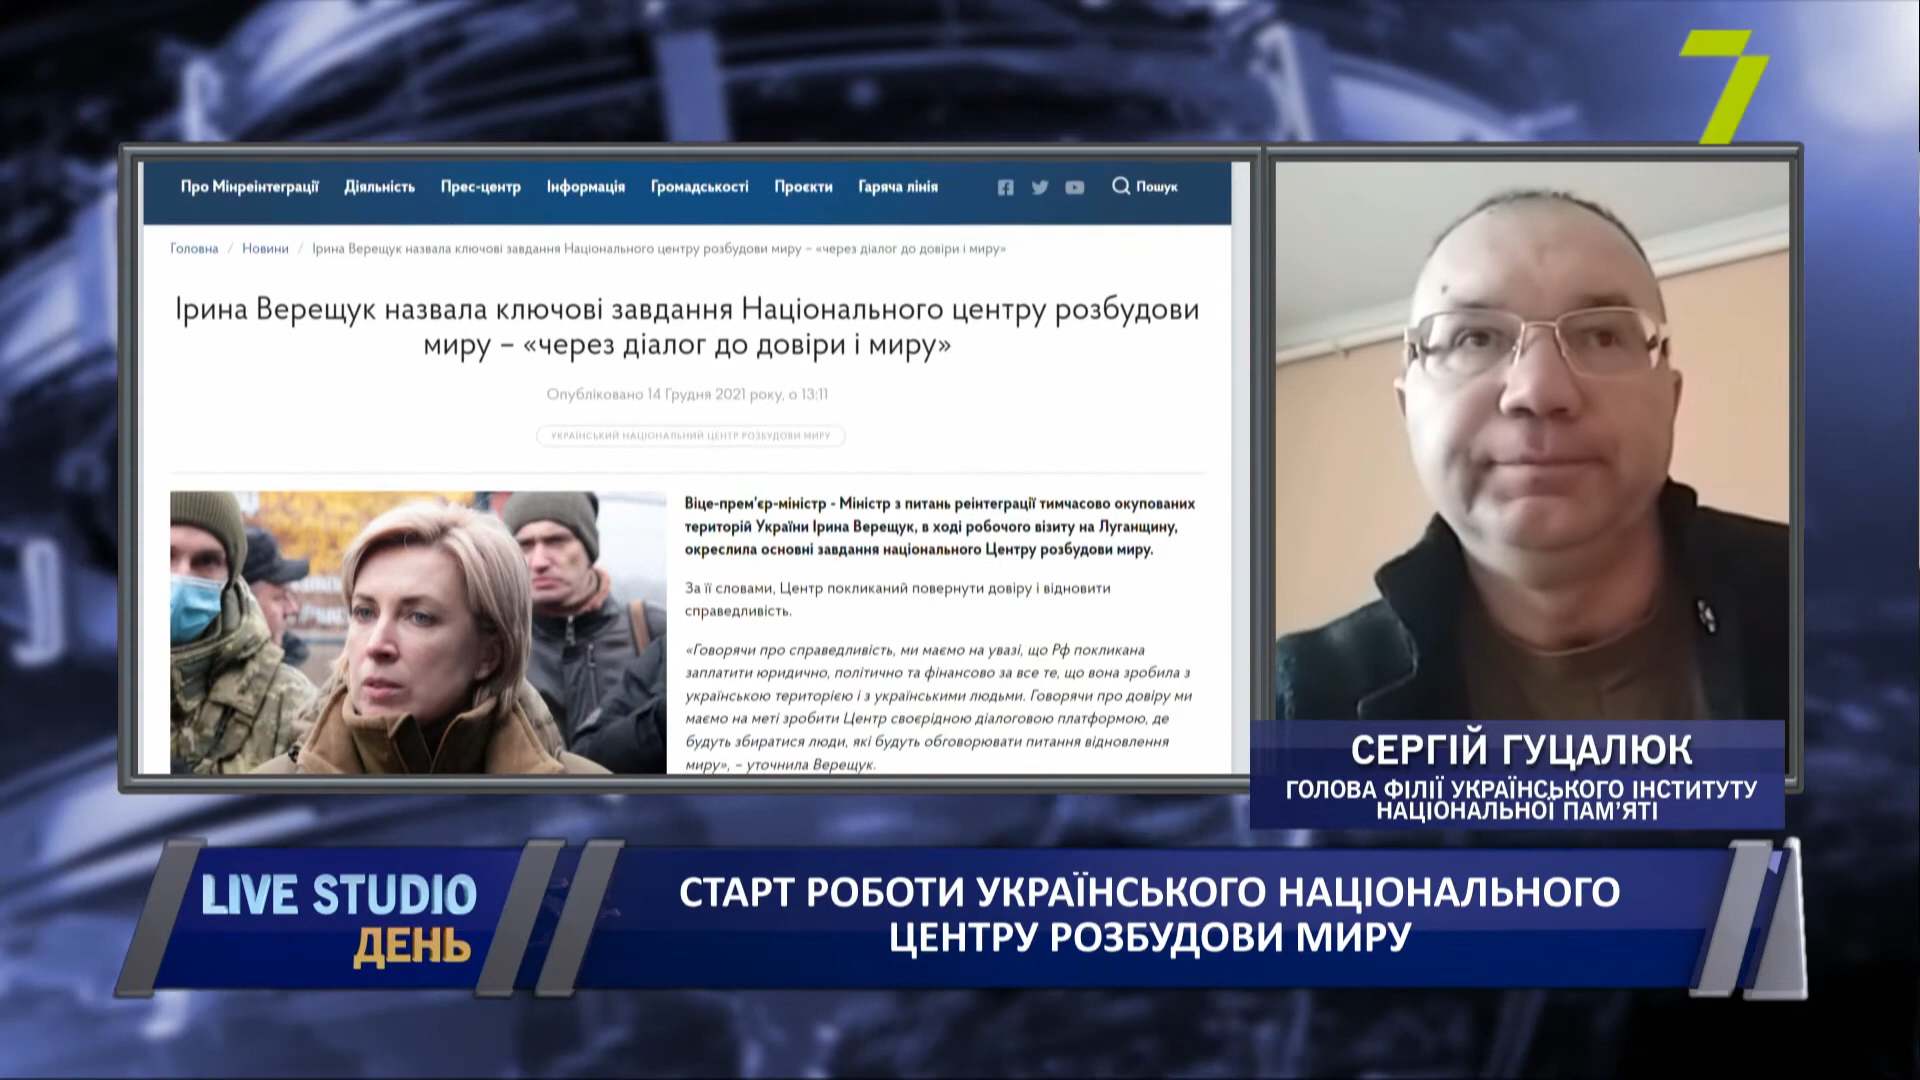 7
Про Мінреінтеграції Діяльність Прес-центр Інформація Громадськості Проєкти Гаряча лінія Пошук
Головна / Новини / Ірина Верещук назвала ключові завдання Національного центру розбудови миру – «через діалог до довіри і миру»
Ірина Верещук назвала ключові завдання Національного центру розбудови
миру – «через діалог до довіри і миру»
Опубліковано 14 Грудня 2021 року, о 13:11
УКРАЇНСЬКИЙ НАЦІОНАЛЬНИЙ ЦЕНТР РОЗБУДОВИ МИРУ
Віце-прем'єр-міністр - Міністр з питань реінтеграції тимчасово окупованих
територій України Ірина Верещук, в ході робочого візиту на Луганщину,
окреслила основні завдання національного Центру розбудови миру.
За її словами, Центр покликаний повернути довіру і відновити
справедливість.
«Говорячи про справедливість, ми маємо на увазі, що Рф покликана
заплатити юридично, політично та фінансово за все те, що вона зробила з
українською територією і з українськими людьми. Говорячи про довіру ми
маємо на меті зробити Центр своєрідною діалоговою платформою, де
будуть збиратися люди, які будуть обговорювати питання відновлення
миру», – уточнила Верещук.
СЕРГІЙ ГУЦАЛЮК
ГОЛОВА ФІЛІЇ УКРАЇНСЬКОГО ІНСТИТУТУ
НАЦІОНАЛЬНОЇ ПАМ'ЯТІ
LIVE STUDIO
ДЕНЬ
СТАРТ РОБОТИ УКРАЇНСЬКОГО НАЦІОНАЛЬНОГО
ЦЕНТРУ РОЗБУДОВИ МИРУ